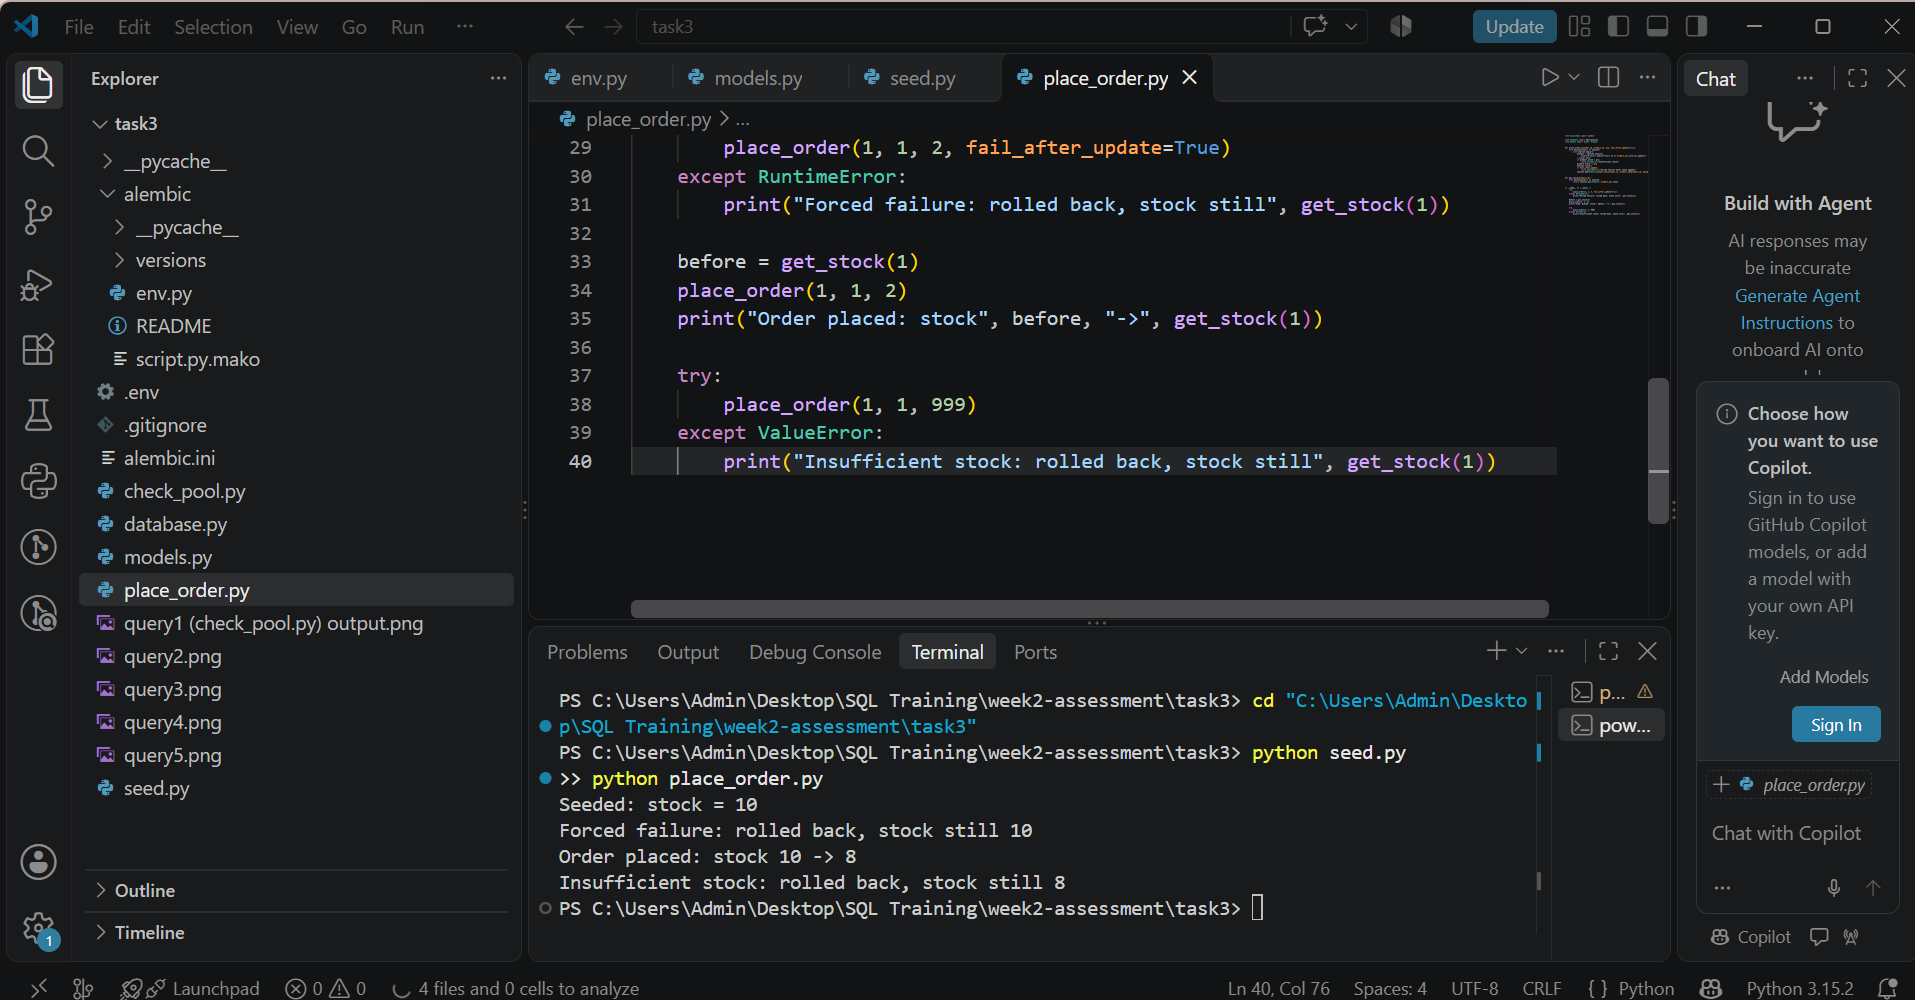 File Edit Selection View Go Run ...
task3
Update
Explorer
task3
__pycache__
alembic
__pycache__
versions
env.py
README
script.py.mako
.env
.gitignore
alembic.ini
check_pool.py
database.py
models.py
place_order.py
query1 (check_pool.py) output.png
query2.png
query3.png
query4.png
query5.png
seed.py
Outline
Timeline
env.py models.py seed.py place_order.py
place_order.py > ...
29 place_order(1, 1, 2, fail_after_update=True)
30 except RuntimeError:
31 print("Forced failure: rolled back, stock still", get_stock(1))
32
33 before = get_stock(1)
34 place_order(1, 1, 2)
35 print("Order placed: stock", before, "->", get_stock(1))
36
37 try:
38 place_order(1, 1, 999)
39 except ValueError:
40 print("Insufficient stock: rolled back, stock still", get_stock(1))
Problems Output Debug Console Terminal Ports
PS C:\Users\Admin\Desktop\SQL Training\week2-assessment\task3> cd "C:\Users\Admin\Deskto
p\SQL Training\week2-assessment\task3"
PS C:\Users\Admin\Desktop\SQL Training\week2-assessment\task3> python seed.py
>> python place_order.py
Seeded: stock = 10
Forced failure: rolled back, stock still 10
Order placed: stock 10 -> 8
Insufficient stock: rolled back, stock still 8
PS C:\Users\Admin\Desktop\SQL Training\week2-assessment\task3>
p...
pow...
Chat
Build with Agent
AI responses may
be inaccurate
Generate Agent
Instructions to
onboard AI onto
Choose how
you want to use
Copilot.
Sign in to use
GitHub Copilot
models, or add
a model with
your own API
key.
Add Models
Sign In
place_order.py
Chat with Copilot
Copilot
1
Launchpad 0 0 4 files and 0 cells to analyze
Ln 40, Col 76 Spaces: 4 UTF-8 CRLF { } Python Python 3.15.2